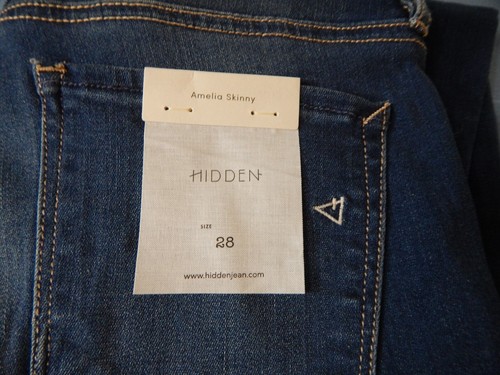 Amelia Skinny
HIDDEN
SIZE
28
www.hiddenjean.com